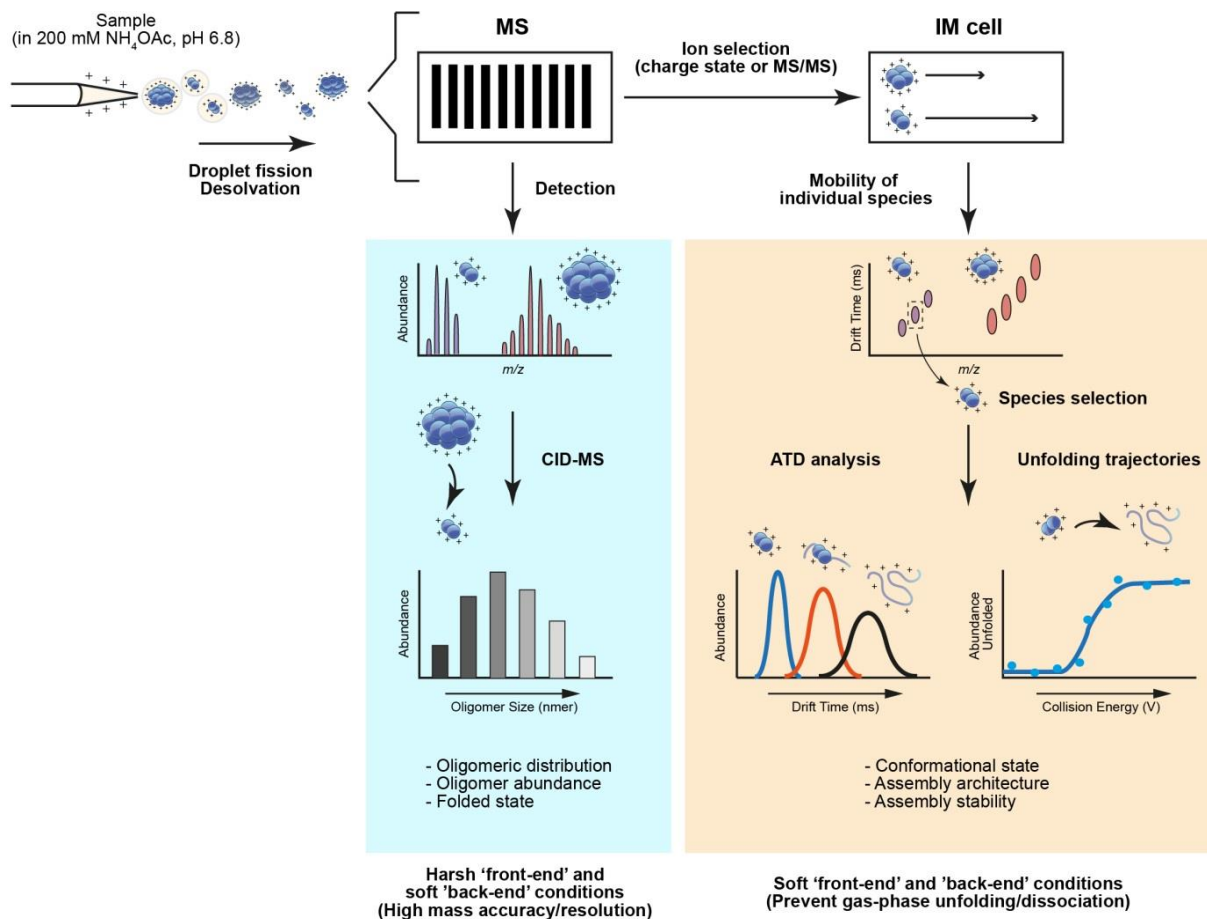 Sample
(in 200 mM NH₄OAc, pH 6.8)
Droplet fission
Desolvation
MS
Ion selection
(charge state or MS/MS)
IM cell
Detection
Mobility of
individual species
Abundance
m/z
CID-MS
Abundance
Oligomer Size (nmer)
- Oligomeric distribution
- Oligomer abundance
- Folded state
Harsh ‘front-end’ and
soft ’back-end’ conditions
(High mass accuracy/resolution)
Drift Time (ms)
m/z
Species selection
ATD analysis
Unfolding trajectories
Abundance
Drift Time (ms)
Abundance
Unfolded
Collision Energy (V)
- Conformational state
- Assembly architecture
- Assembly stability
Soft ‘front-end’ and ’back-end’ conditions
(Prevent gas-phase unfolding/dissociation)